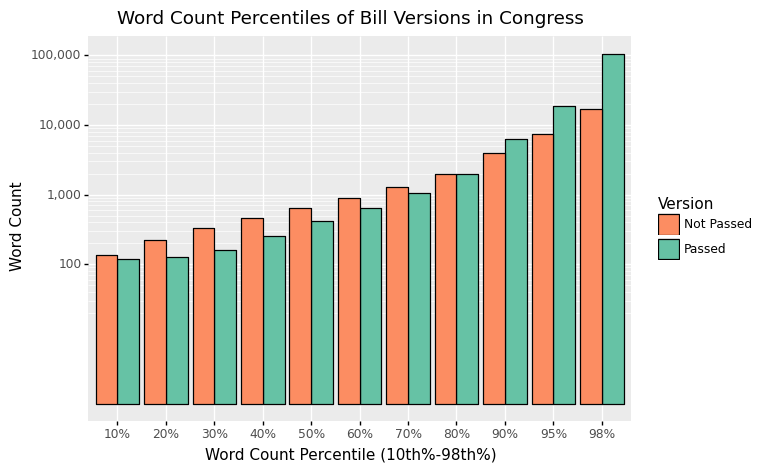 Word Count Percentiles of Bill Versions in Congress
100,000
10,000
1,000
100
Word Count
10%
20%
30%
40%
50%
60%
70%
80%
90%
95%
98%
Word Count Percentile (10th%-98th%)
Version
Not Passed
Passed